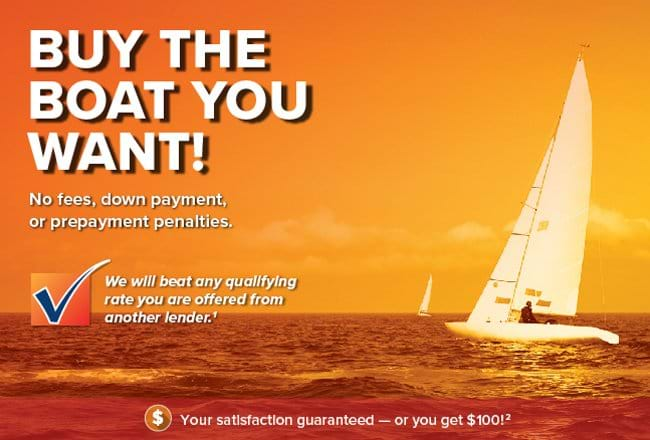 BUY THE
BOAT YOU
WANT!
No fees, down payment,
or prepayment penalties.
We will beat any qualifying
rate you are offered from
another lender.¹
$ Your satisfaction guaranteed — or you get $100!²